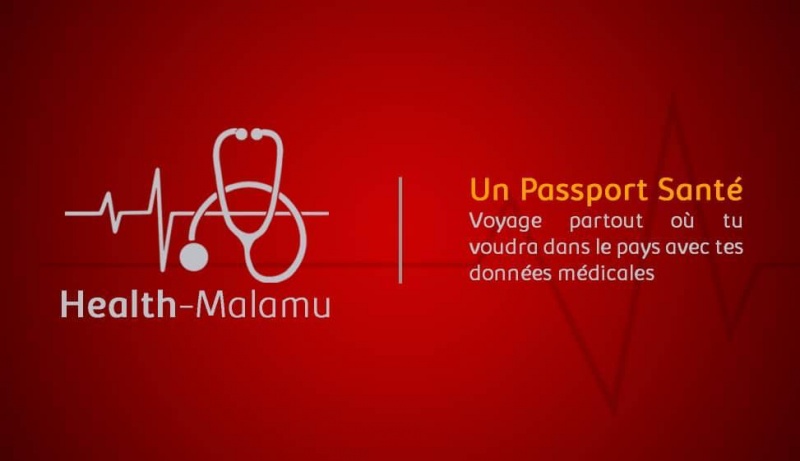 Health-Malamu
Un Passport Santé
Voyage partout où tu
voudra dans le pays avec tes
données médicales